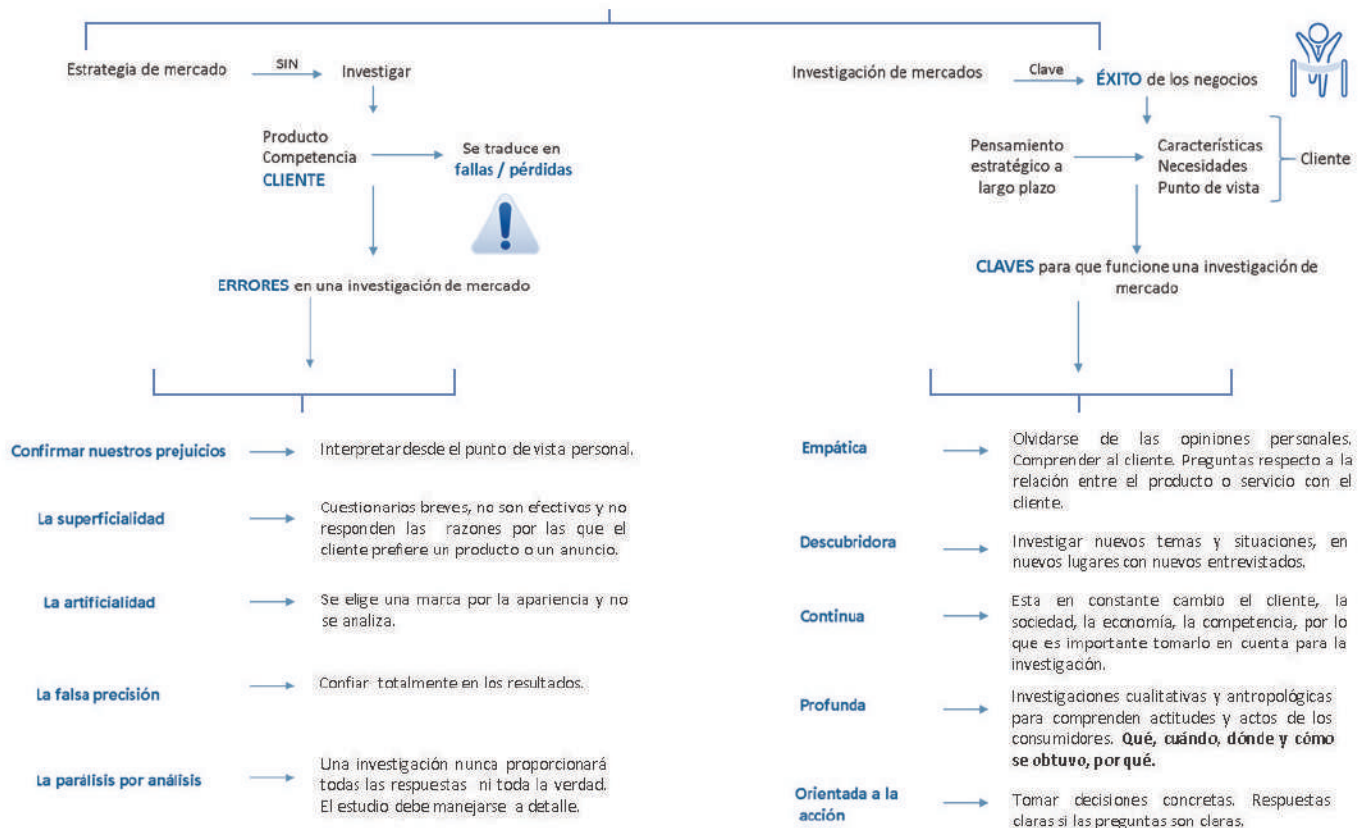 Estrategia de mercado
SIN
Investigar
Producto
Competencia
CLIENTE
Se traduce en
fallas / pérdidas
ERRORES en una investigación de mercado
Confirmar nuestros prejuicios
Interpretar desde el punto de vista personal.
La superficialidad
Cuestionarios breves, no son efectivos y no
responden las razones por las que el
cliente prefiere un producto o un anuncio.
La artificialidad
Se elige una marca por la apariencia y no
se analiza.
La falsa precisión
Confiar totalmente en los resultados.
La parálisis por análisis
Una investigación nunca proporcionará
todas las respuestas ni toda la verdad.
El estudio debe manejarse a detalle.
Investigación de mercados
Clave
ÉXITO de los negocios
Pensamiento
estratégico a
largo plazo
Características
Necesidades
Punto de vista
Cliente
CLAVES para que funcione una investigación de
mercado
Empática
Olvidarse de las opiniones personales.
Comprender al cliente. Preguntas respecto a la
relación entre el producto o servicio con el
cliente.
Descubridora
Investigar nuevos temas y situaciones, en
nuevos lugares con nuevos entrevistados.
Continua
Esta en constante cambio el cliente, la
sociedad, la economía, la competencia, por lo
que es importante tomarlo en cuenta para la
investigación.
Profunda
Investigaciones cualitativas y antropológicas
para comprenden actitudes y actos de los
consumidores. Qué, cuándo, dónde y cómo
se obtuvo, por qué.
Orientada a la
acción
Tomar decisiones concretas. Respuestas
claras si las preguntas son claras.